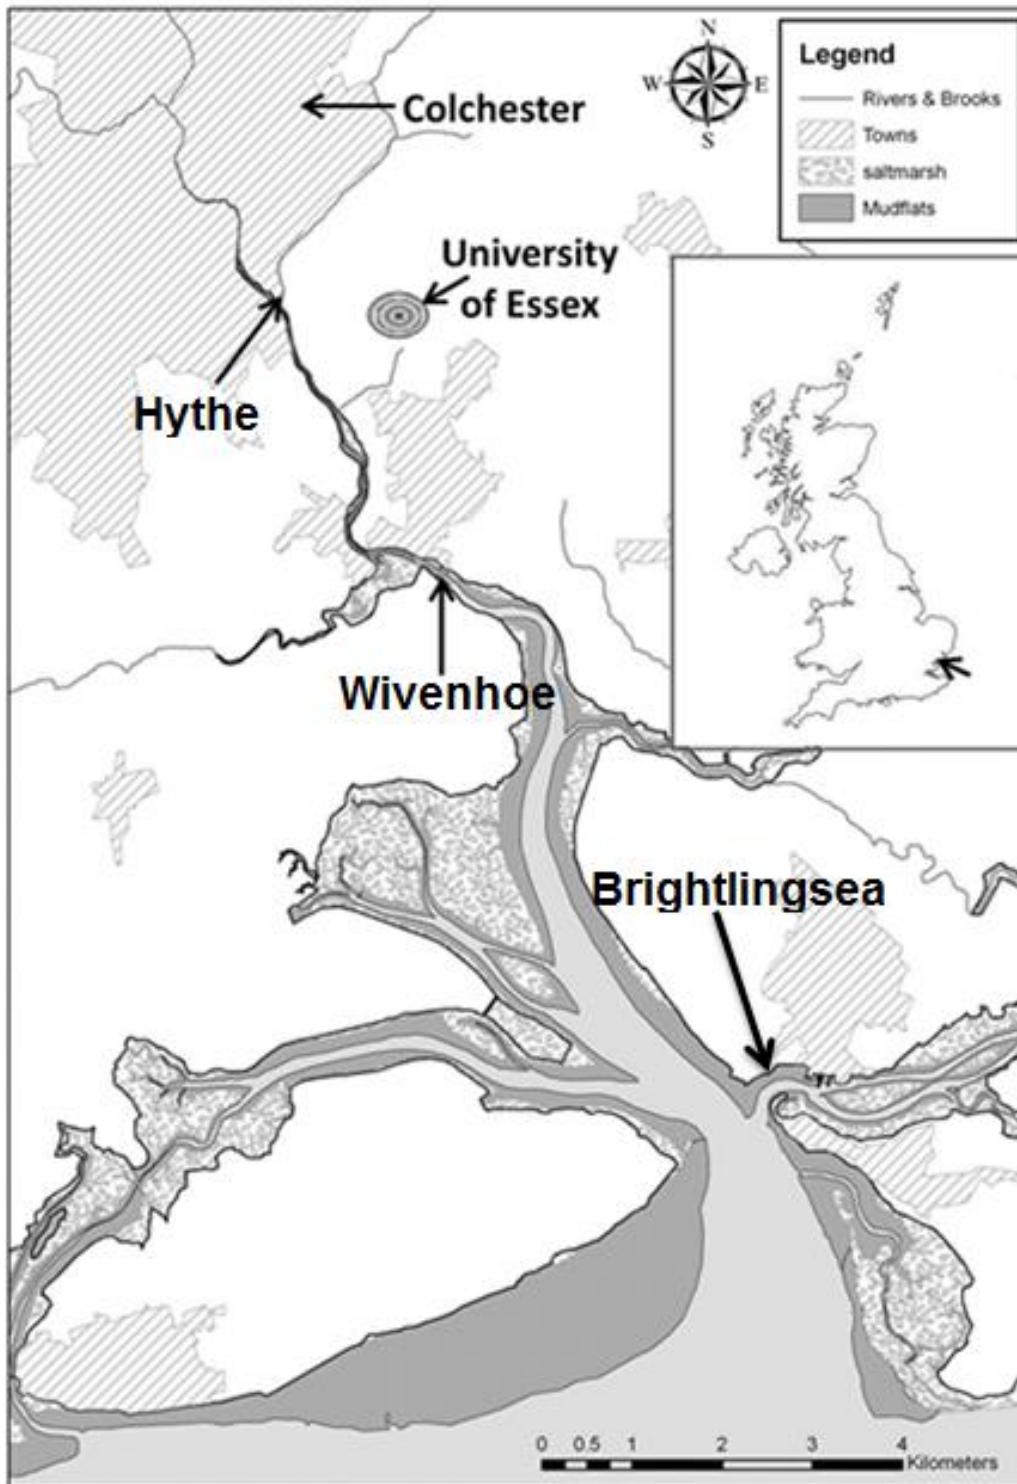 N
W E
S
Legend
Rivers & Brooks
Towns
saltmarsh
Mudflats
Colchester
University
of Essex
Hythe
Wivenhoe
Brightlingsea
0 0.5 1 2 3 4
Kilometers